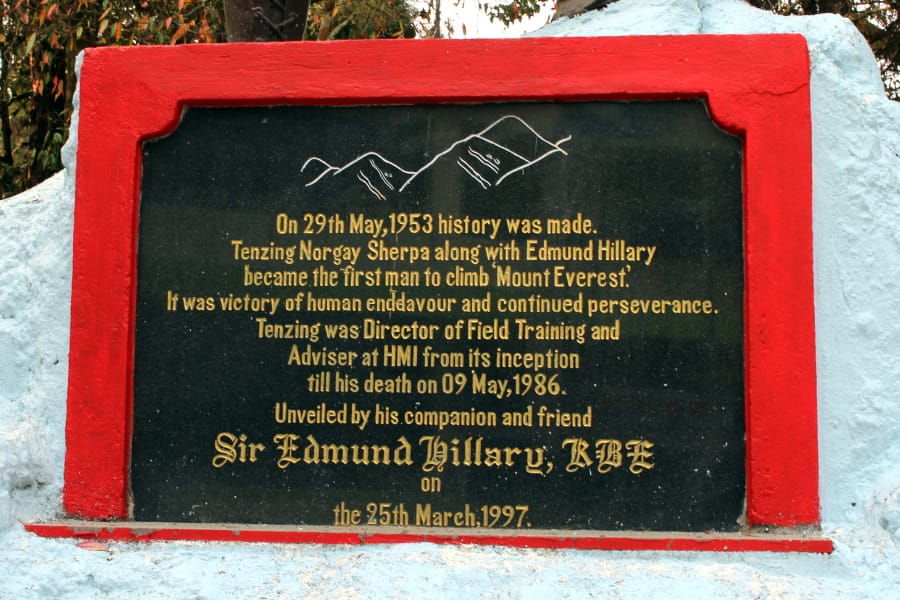 On 29th May,1953 history was made.
Tenzing Norgay Sherpa along with Edmund Hillary
became the first man to climb 'Mount Everest'.
It was victory of human enddavour and continued perseverance.
Tenzing was Director of Field Training and
Adviser at HMI from its inception
till his death on 09 May,1986.
Unveiled by his companion and friend
Sir Edmund Hillary, KBE
on
the 25th March,1997.